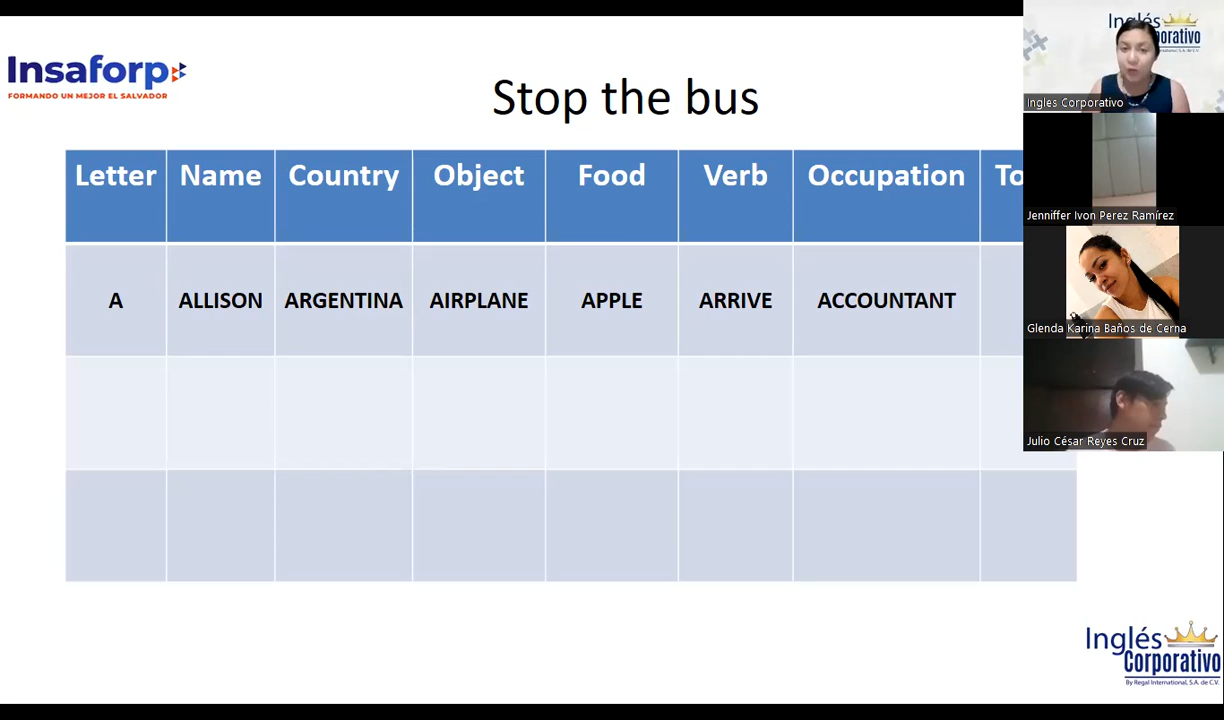 Insaforp
FORMANDO UN MEJOR EL SALVADOR
Stop the bus
Letter Name Country Object Food Verb Occupation To
A ALLISON ARGENTINA AIRPLANE APPLE ARRIVE ACCOUNTANT
Inglés
porativo
Ingles Corporativo
Jenniffer Ivon Perez Ramírez
Glenda Karina Baños de Cerna
Julio César Reyes Cruz
Inglés
Corporativo
By Regal International, S.A. de C.V.